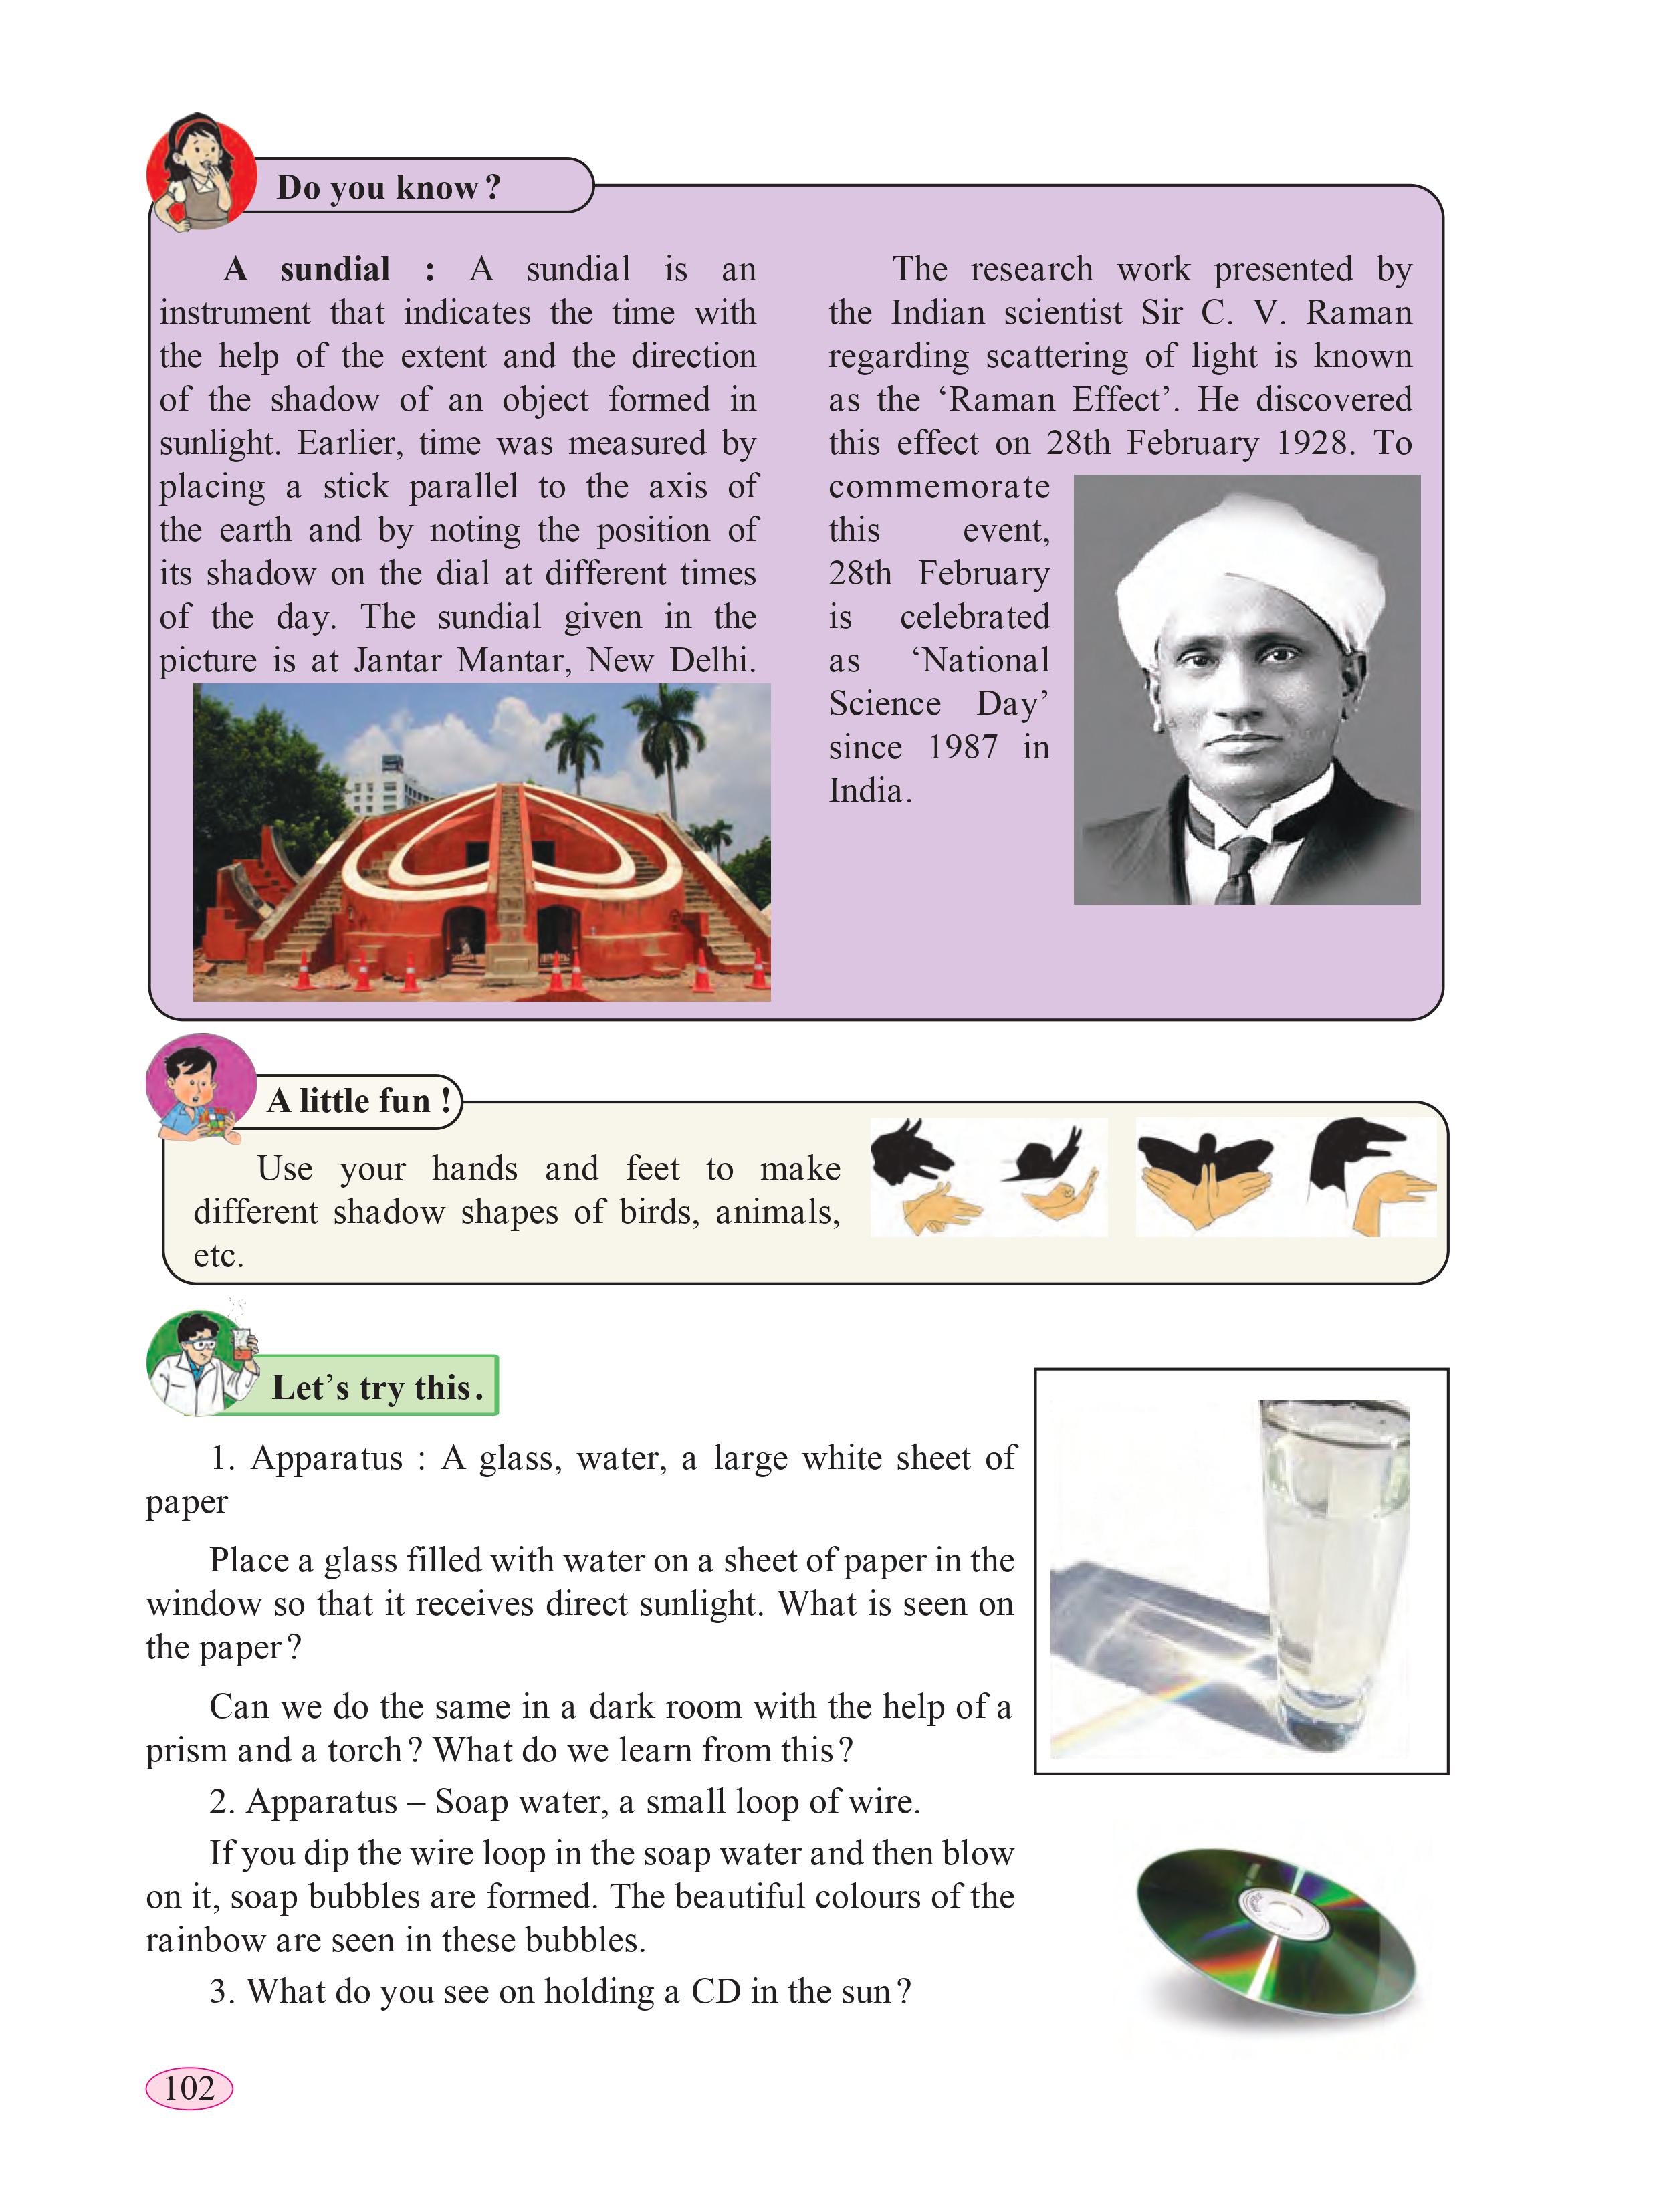 Do you know?
A sundial : A sundial is an
instrument that indicates the time with
the help of the extent and the direction
of the shadow of an object formed in
sunlight. Earlier, time was measured by
placing a stick parallel to the axis of
the earth and by noting the position of
its shadow on the dial at different times
of the day. The sundial given in the
picture is at Jantar Mantar, New Delhi.
The research work presented by
the Indian scientist Sir C. V. Raman
regarding scattering of light is known
as the ‘Raman Effect’. He discovered
this effect on 28th February 1928. To
commemorate
this event,
28th February
is celebrated
as ‘National
Science Day’
since 1987 in
India.
A little fun !
Use your hands and feet to make
different shadow shapes of birds, animals,
etc.
Let’s try this.
1. Apparatus : A glass, water, a large white sheet of
paper
Place a glass filled with water on a sheet of paper in the
window so that it receives direct sunlight. What is seen on
the paper?
Can we do the same in a dark room with the help of a
prism and a torch? What do we learn from this?
2. Apparatus – Soap water, a small loop of wire.
If you dip the wire loop in the soap water and then blow
on it, soap bubbles are formed. The beautiful colours of the
rainbow are seen in these bubbles.
3. What do you see on holding a CD in the sun?
102